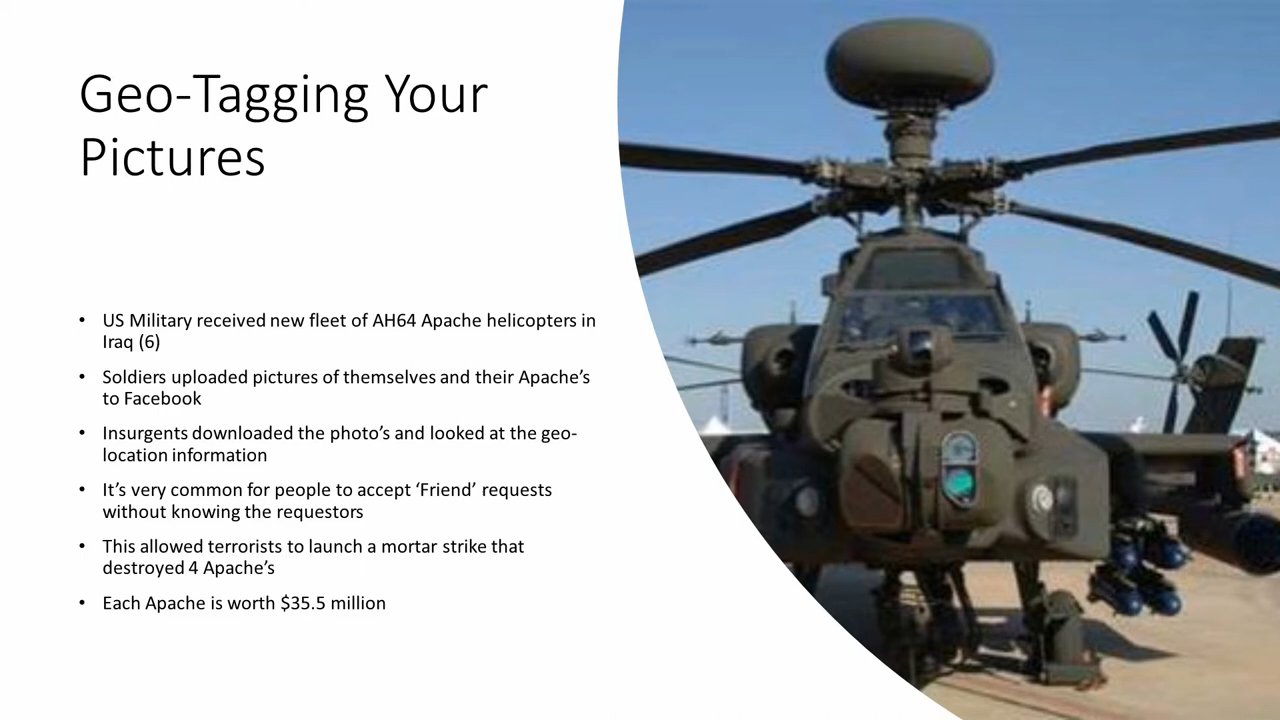 Geo-Tagging Your
Pictures
• US Military received new fleet of AH64 Apache helicopters in
Iraq (6)
• Soldiers uploaded pictures of themselves and their Apache’s
to Facebook
• Insurgents downloaded the photo’s and looked at the geo-
location information
• It’s very common for people to accept ‘Friend’ requests
without knowing the requestors
• This allowed terrorists to launch a mortar strike that
destroyed 4 Apache’s
• Each Apache is worth $35.5 million